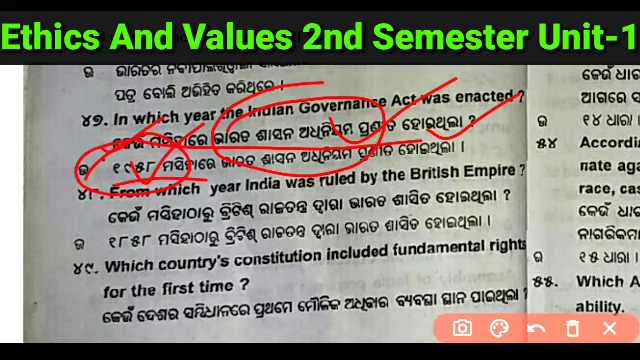 Ethics And Values 2nd Semester Unit-1
ପତ୍ର ବୋଲି ଅଭିହିତ କରିଥିଲେ ।
୪୭. In which year the Indian Governance Act was enacted ?
କେଉଁ ମସିହାରେ ଭାରତ ଶାସନ ଅଧିନିୟମ ପ୍ରଣୀତ ହୋଇଥିଲା ?
ଉ ୧୯୫୮ ମସିହାରେ ଭାରତ ଶାସନ ଅଧିନିୟମ ପ୍ରଣୀତ ହୋଇଥିଲା ।
୪୮. From which year India was ruled by the British Empire ?
କେଉଁ ମସିହାଠାରୁ ବ୍ରିଟିଶ୍ ରାଜତନ୍ତ୍ର ଦ୍ୱାରା ଭାରତ ଶାସିତ ହୋଇଥିଲା ?
ଉ ୧୮୫୮ ମସିହାଠାରୁ ବ୍ରିଟିଶ୍ ରାଜତନ୍ତ୍ର ଦ୍ୱାରା ଭାରତ ଶାସିତ ହୋଇଥିଲା ।
୪୯. Which country's constitution included fundamental rights
for the first time ?
କେଉଁ ଦେଶର ସମ୍ବିଧାନରେ ପ୍ରଥମେ ମୌଳିକ ଅଧିକାର ବ୍ୟବସ୍ଥା ସ୍ଥାନ ପାଇଥିଲା ?
କେଉଁ ଧାରା
ଆଗରେ ସ
ଉ ୧୪ ଧାରା ।
୫୪ Accordi
nate aga
race, cas
କେଉଁ ଧାରା
ନାଗରିକମା
ଉ ୧୫ ଧାରା ।
୫୫. Which A
ability.